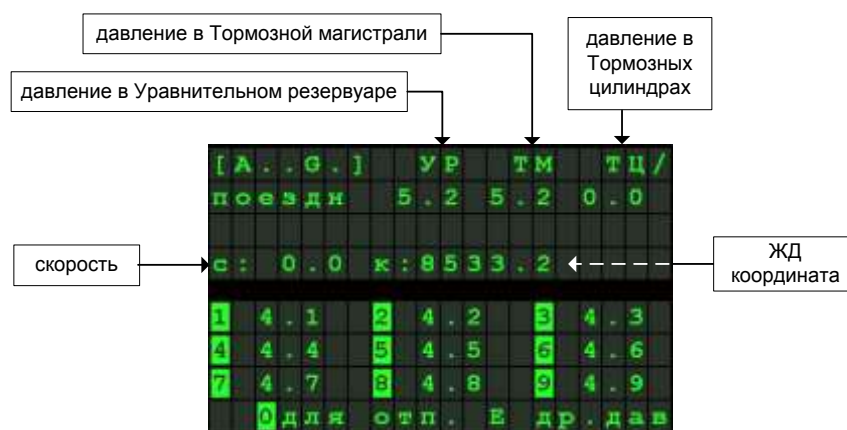 давление в Тормозной магистрали
давление в
Тормозных
цилиндрах
давление в Уравнительном резервуаре
[А..G.] УР ТМ ТЦ/
поездн 5.2 5.2 0.0
скорость
с: 0.0 к:8533.2
ЖД
координата
1 4.1 2 4.2 3 4.3
4 4.4 5 4.5 6 4.6
7 4.7 8 4.8 9 4.9
0для отп. Е др.дав